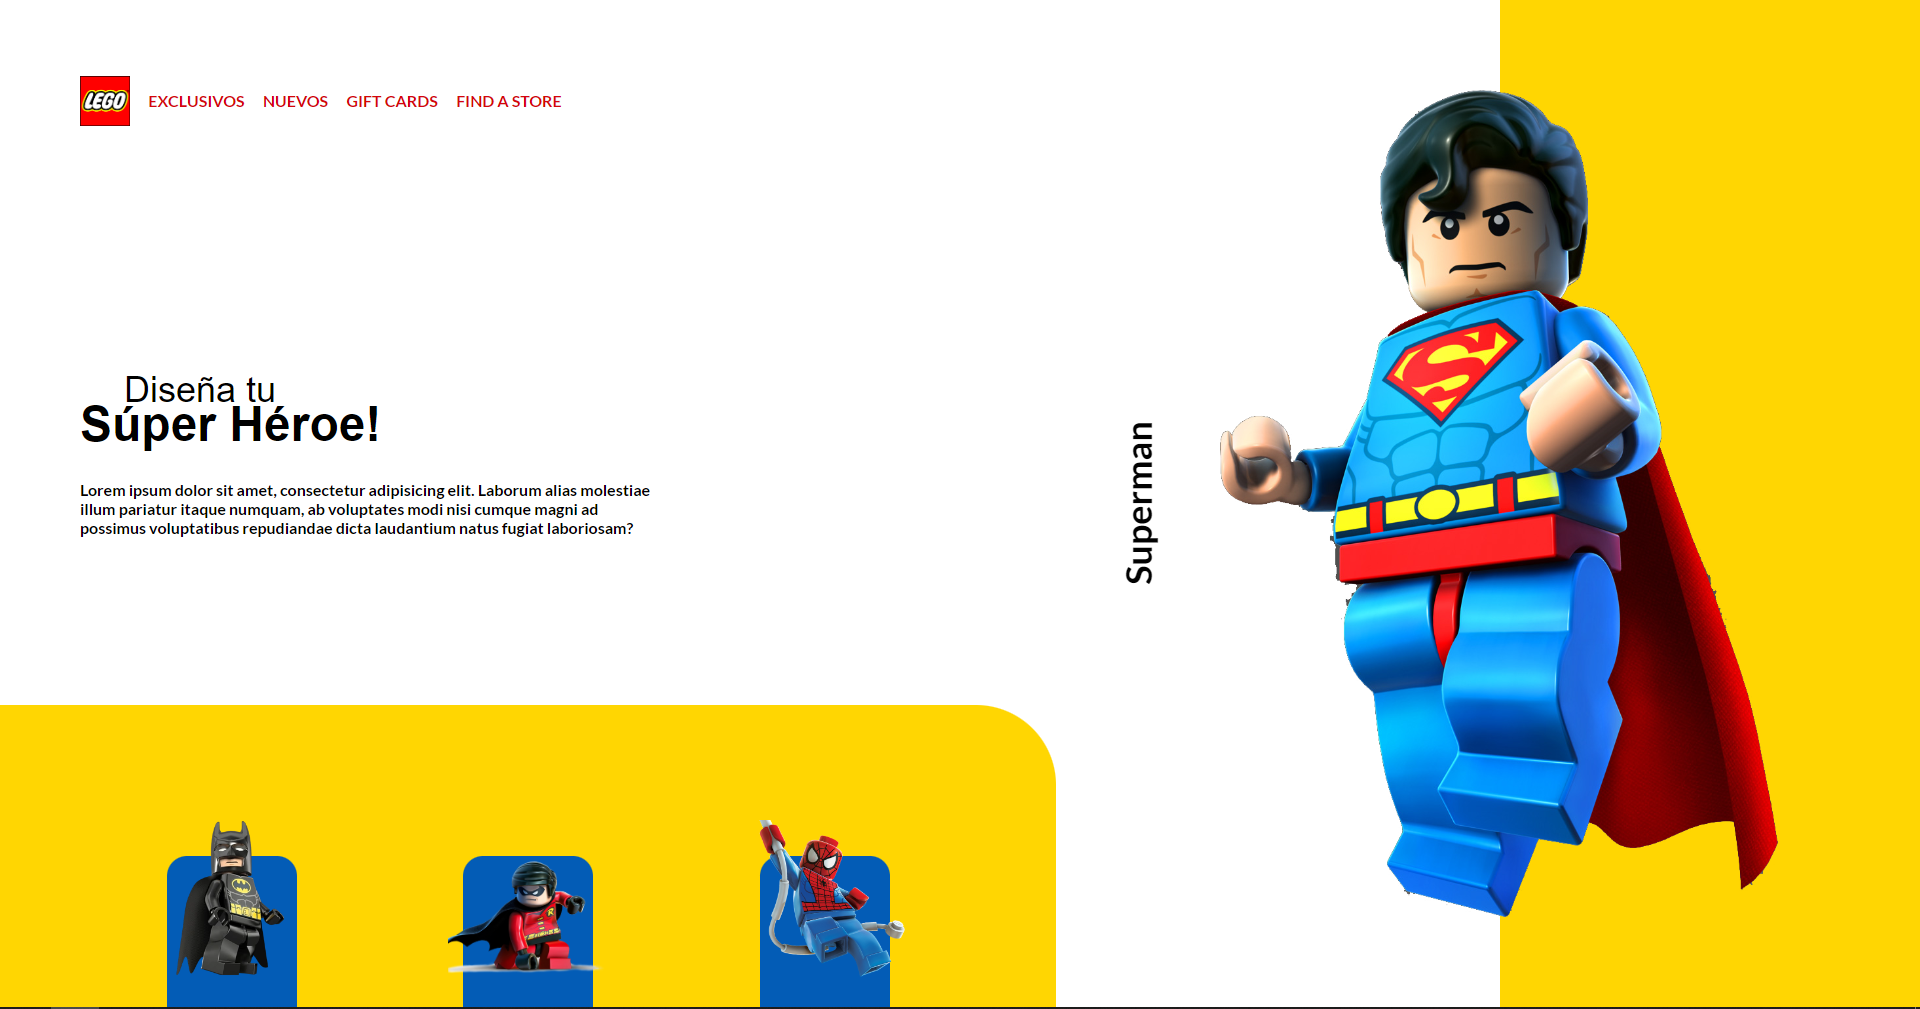 LEGO
EXCLUSIVOS NUEVOS GIFT CARDS FIND A STORE
Diseña tu
Súper Héroe!
Lorem ipsum dolor sit amet, consectetur adipisicing elit. Laborum alias molestiae
illum pariatur itaque numquam, ab voluptates modi nisi cumque magni ad
possimus voluptatibus repudiandae dicta laudantium natus fugiat laboriosam?
Superman
S
R